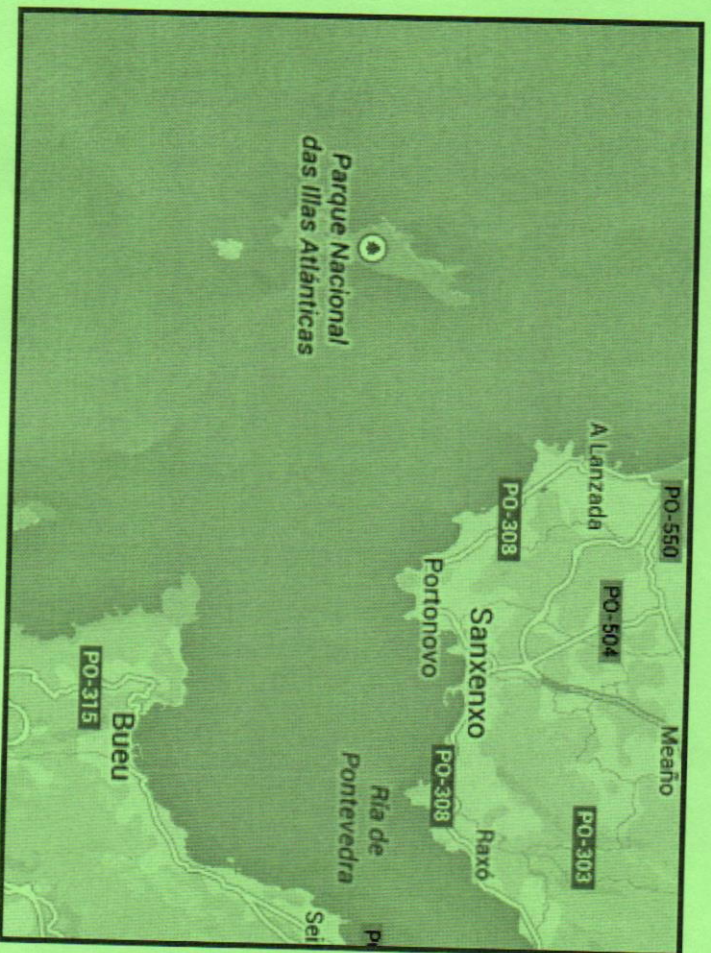 PO-550
A Lanzada
PO-504
Meaño
PO-308
PO-303
Sanxenxo
Portonovo
Raxó
PO-308
Parque Nacional
das Illas Atlánticas
Ría de
Pontevedra
Sei
PO-315
Bueu